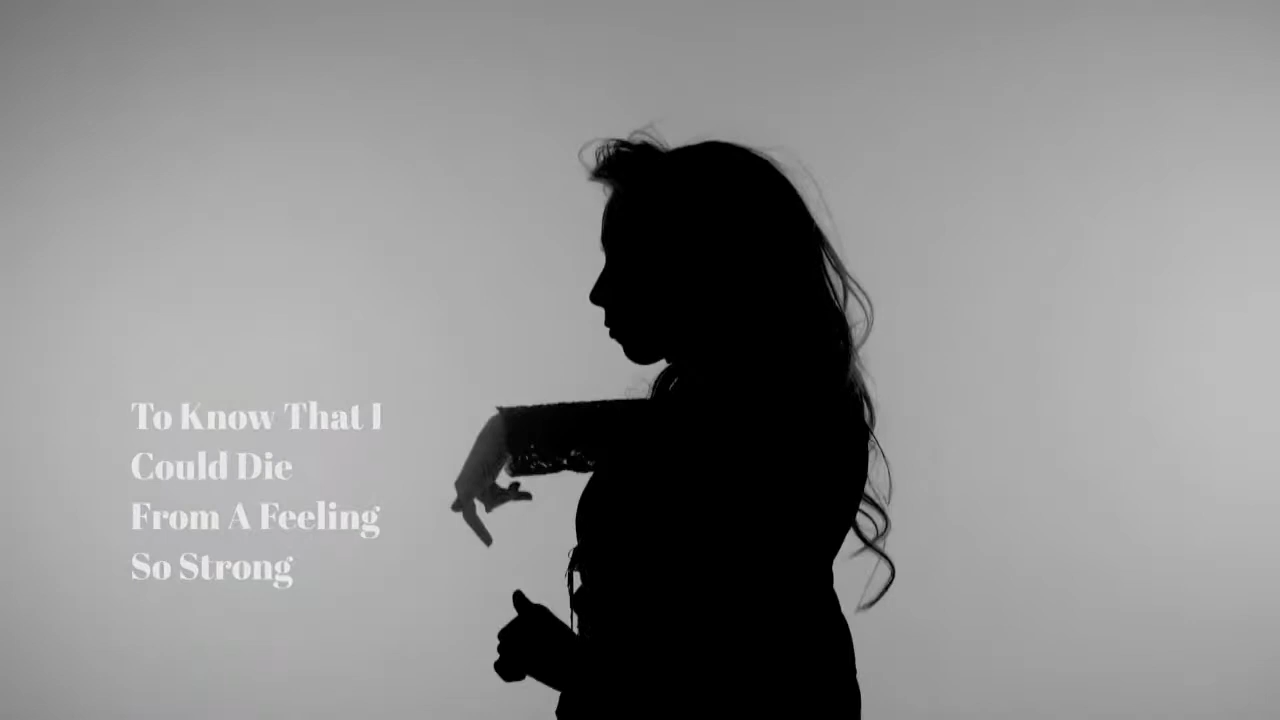 To Know That I
Could Die
From A Feeling
So Strong